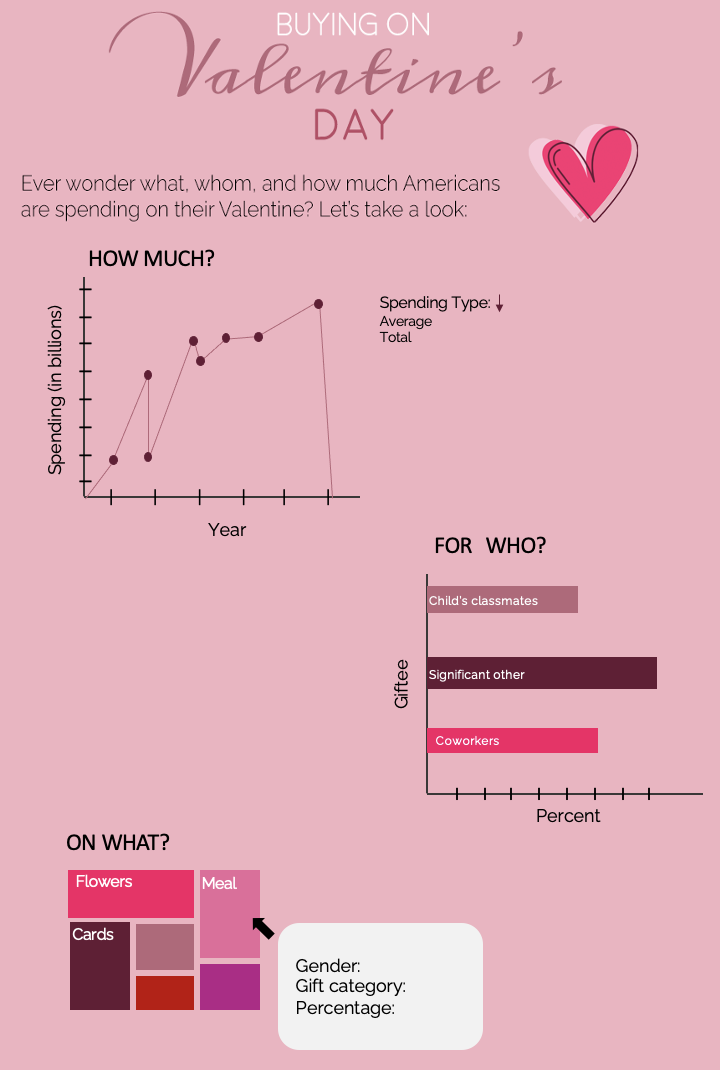 BUYING ON
Valentine's
DAY
Ever wonder what, whom, and how much Americans
are spending on their Valentine? Let's take a look:
HOW MUCH?
Spending (in billions)
Year
Spending Type:
Average
Total
FOR WHO?
Giftee
Child's classmates
Significant other
Coworkers
Percent
ON WHAT?
Flowers
Meal
Cards
Gender:
Gift category:
Percentage: